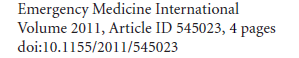 Emergency Medicine International
Volume 2011, Article ID 545023, 4 pages
doi:10.1155/2011/545023